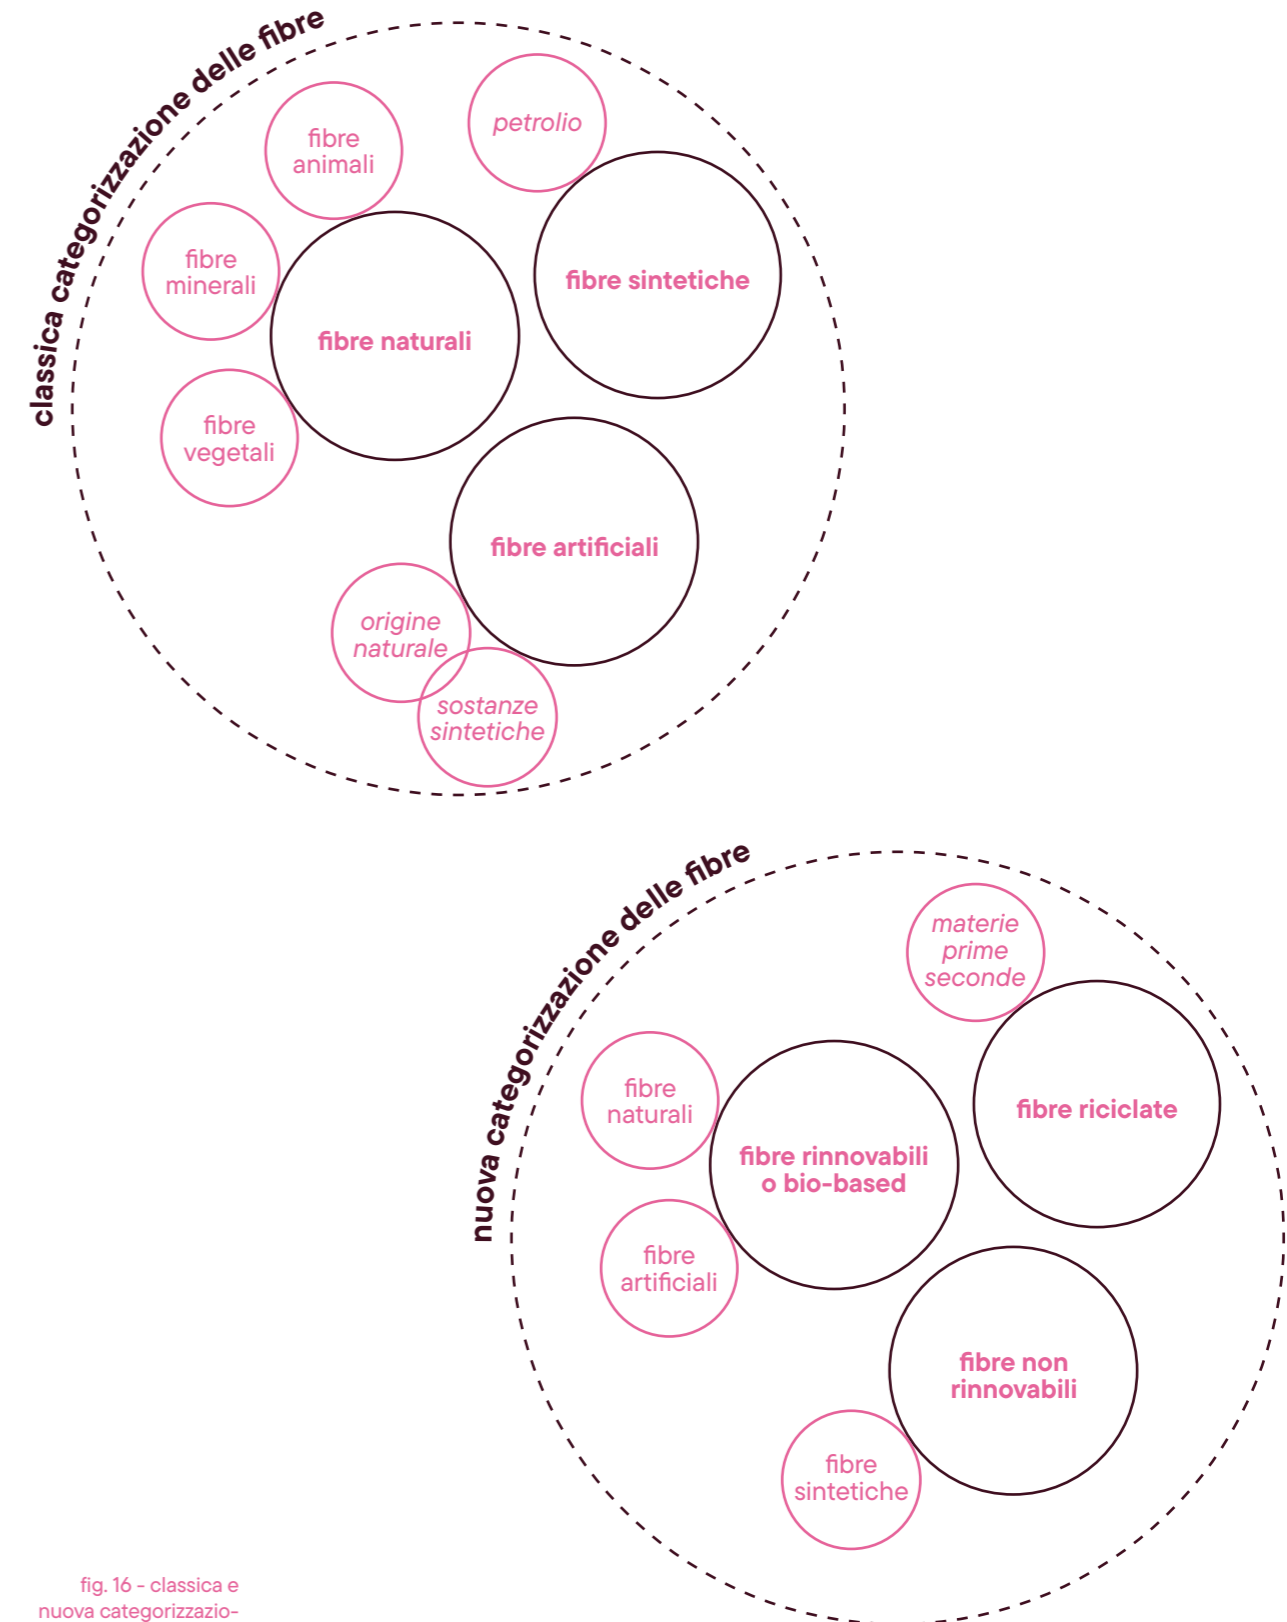 classica categorizzazione delle fibre
petrolio
fibre
animali
fibre
minerali
fibre sintetiche
fibre naturali
fibre
vegetali
fibre artificiali
origine
naturale
sostanze
sintetiche
nuova categorizzazione delle fibre
materie
prime
seconde
fibre
naturali
fibre riciclate
fibre rinnovabili
o bio-based
fibre
artificiali
fibre non
rinnovabili
fibre
sintetiche
fig. 16 - classica e
nuova categorizzazio-